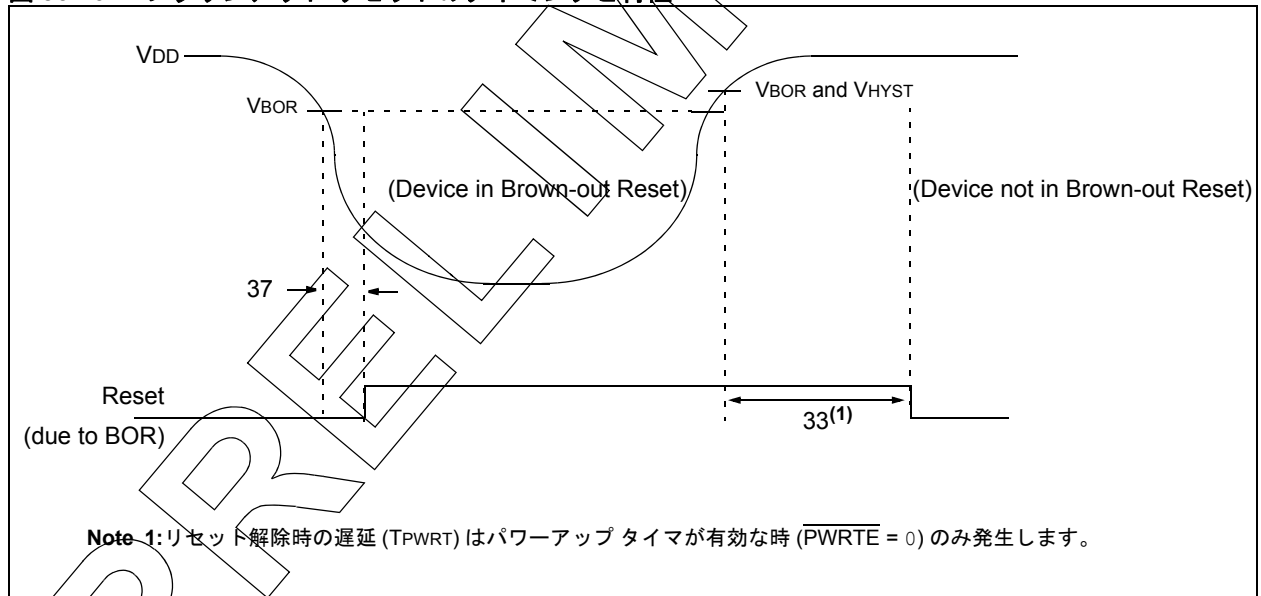 VDD
VBOR
VBOR and VHYST
(Device in Brown-out Reset)
(Device not in Brown-out Reset)
37
Reset
(due to BOR)
33(1)
Note 1:リセット解除時の遅延 (TPWRT) はパワーアップ タイマが有効な時 (PWRTE = 0) のみ発生します。
PRELIM